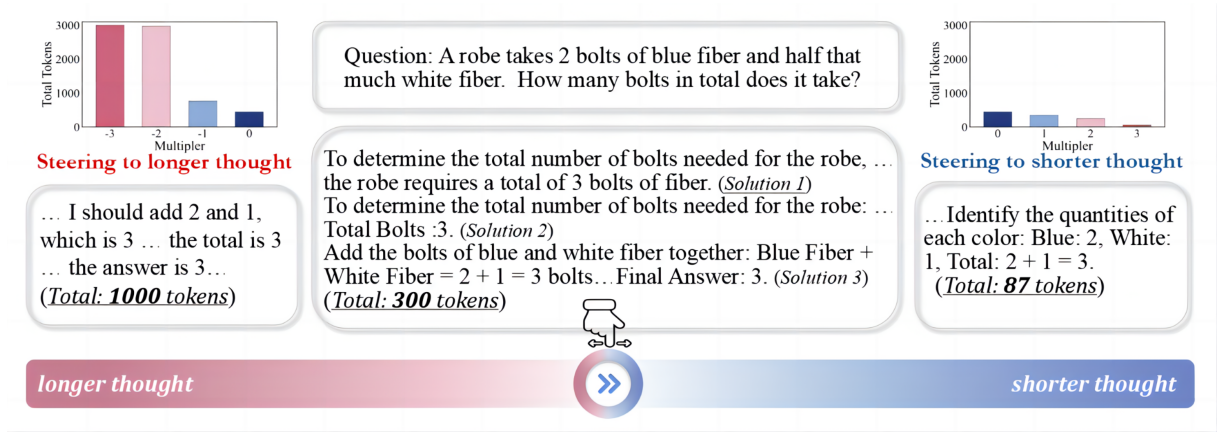 3000
2000
1000
0
Total Tokens
-3 -2 -1 0
Multipler
Steering to longer thought
… I should add 2 and 1,
which is 3 … the total is 3
… the answer is 3…
(Total: 1000 tokens)
Question: A robe takes 2 bolts of blue fiber and half that
much white fiber. How many bolts in total does it take?
To determine the total number of bolts needed for the robe, …
the robe requires a total of 3 bolts of fiber. (Solution 1)
To determine the total number of bolts needed for the robe: …
Total Bolts :3. (Solution 2)
Add the bolts of blue and white fiber together: Blue Fiber +
White Fiber = 2 + 1 = 3 bolts…Final Answer: 3. (Solution 3)
(Total: 300 tokens)
3000
2000
1000
0
Total Tokens
0 1 2 3
Multipler
Steering to shorter thought
…Identify the quantities of
each color: Blue: 2, White:
1, Total: 2 + 1 = 3.
(Total: 87 tokens)
longer thought
shorter thought